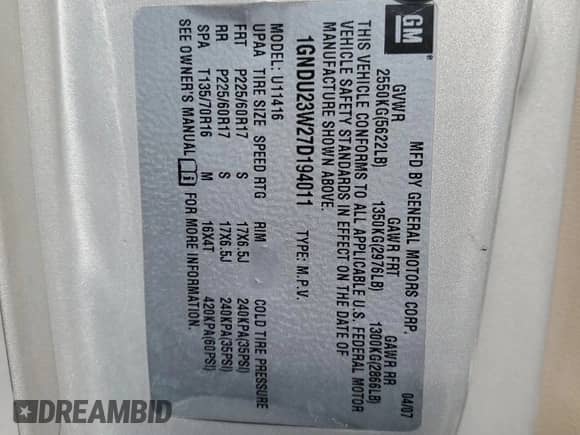 GM
MFD BY GENERAL MOTORS CORP. 04/07
GVWR GAWR FRT GAWR RR
2550KG(5622LB) 1350KG(2976LB) 1300KG(2866LB)
THIS VEHICLE CONFORMS TO ALL APPLICABLE U.S. FEDERAL MOTOR
VEHICLE SAFETY STANDARDS IN EFFECT ON THE DATE OF
MANUFACTURE SHOWN ABOVE.
1GNDU23W27D194011 TYPE: M.P.V.
MODEL: U11416
UPAA TIRE SIZE SPEED RTG RIM COLD TIRE PRESSURE
FRT P225/60R17 S 17X6.5J 240KPA(35PSI)
RR P225/60R17 S 17X6.5J 240KPA(35PSI)
SPA T135/70R16 M 16X4T 420KPA(60PSI)
SEE OWNER'S MANUAL FOR MORE INFORMATION.
DREAMBID